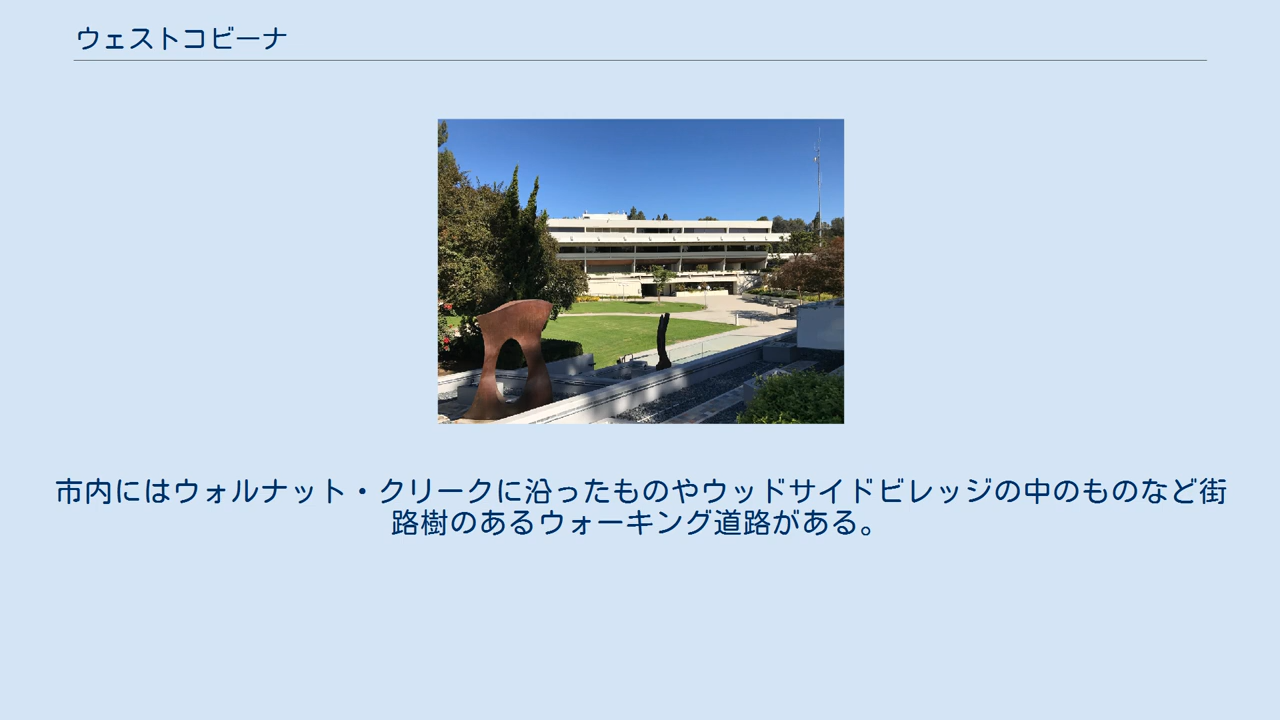 ウェストコビーナ
市内にはウォルナット・クリークに沿ったものやウッドサイドビレッジの中のものなど街
路樹のあるウォーキング道路がある。